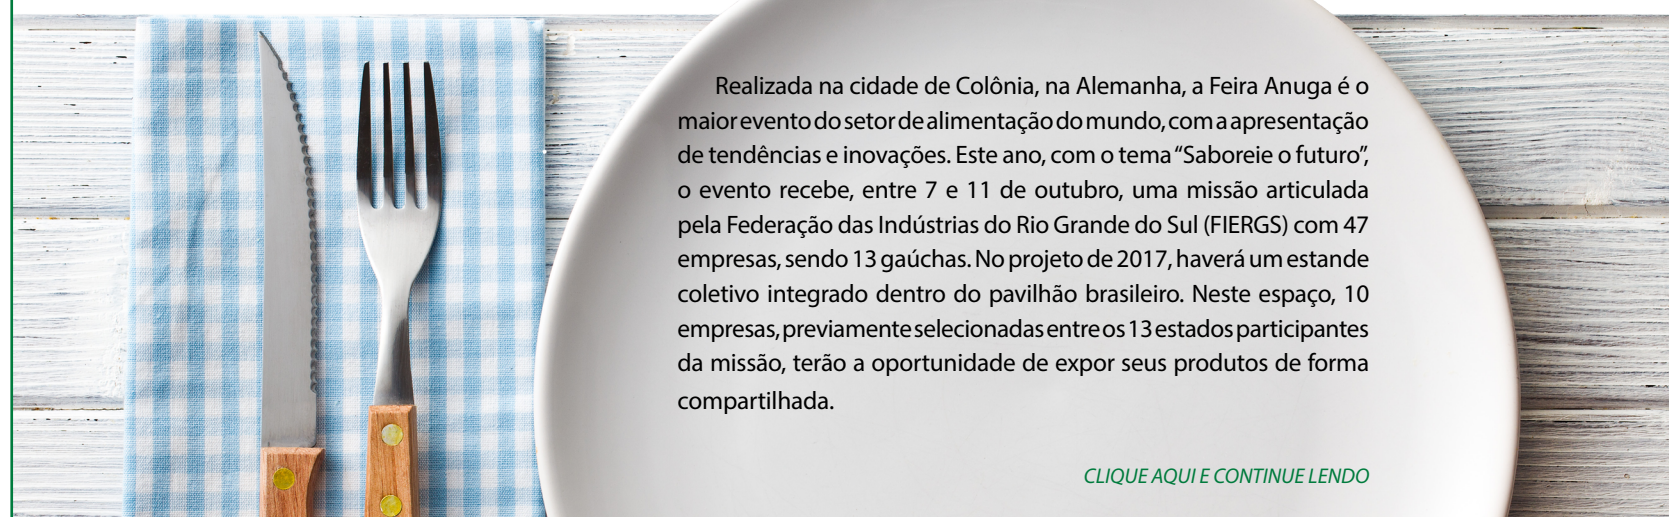 Realizada na cidade de Colônia, na Alemanha, a Feira Anuga é o
maior evento do setor de alimentação do mundo, com a apresentação
de tendências e inovações. Este ano, com o tema “Saboreie o futuro”,
o evento recebe, entre 7 e 11 de outubro, uma missão articulada
pela Federação das Indústrias do Rio Grande do Sul (FIERGS) com 47
empresas, sendo 13 gaúchas. No projeto de 2017, haverá um estande
coletivo integrado dentro do pavilhão brasileiro. Neste espaço, 10
empresas, previamente selecionadas entre os 13 estados participantes
da missão, terão a oportunidade de expor seus produtos de forma
compartilhada.
CLIQUE AQUI E CONTINUE LENDO